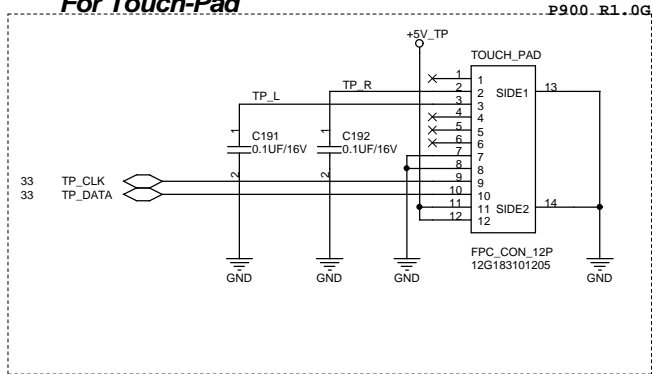 For Touch-Pad
P900 R1.0G
+5V_TP
TOUCH_PAD
1 1
2 2 SIDE1 13
TP_R
TP_L
3 3
4 4
5 5
6 6
7 7
8 8
9 9
10 10
11 11 SIDE2 14
12 12
1 C191
0.1UF/16V
2
1 C192
0.1UF/16V
2
33 TP_CLK
33 TP_DATA
FPC_CON_12P
12G183101205
GND GND GND GND